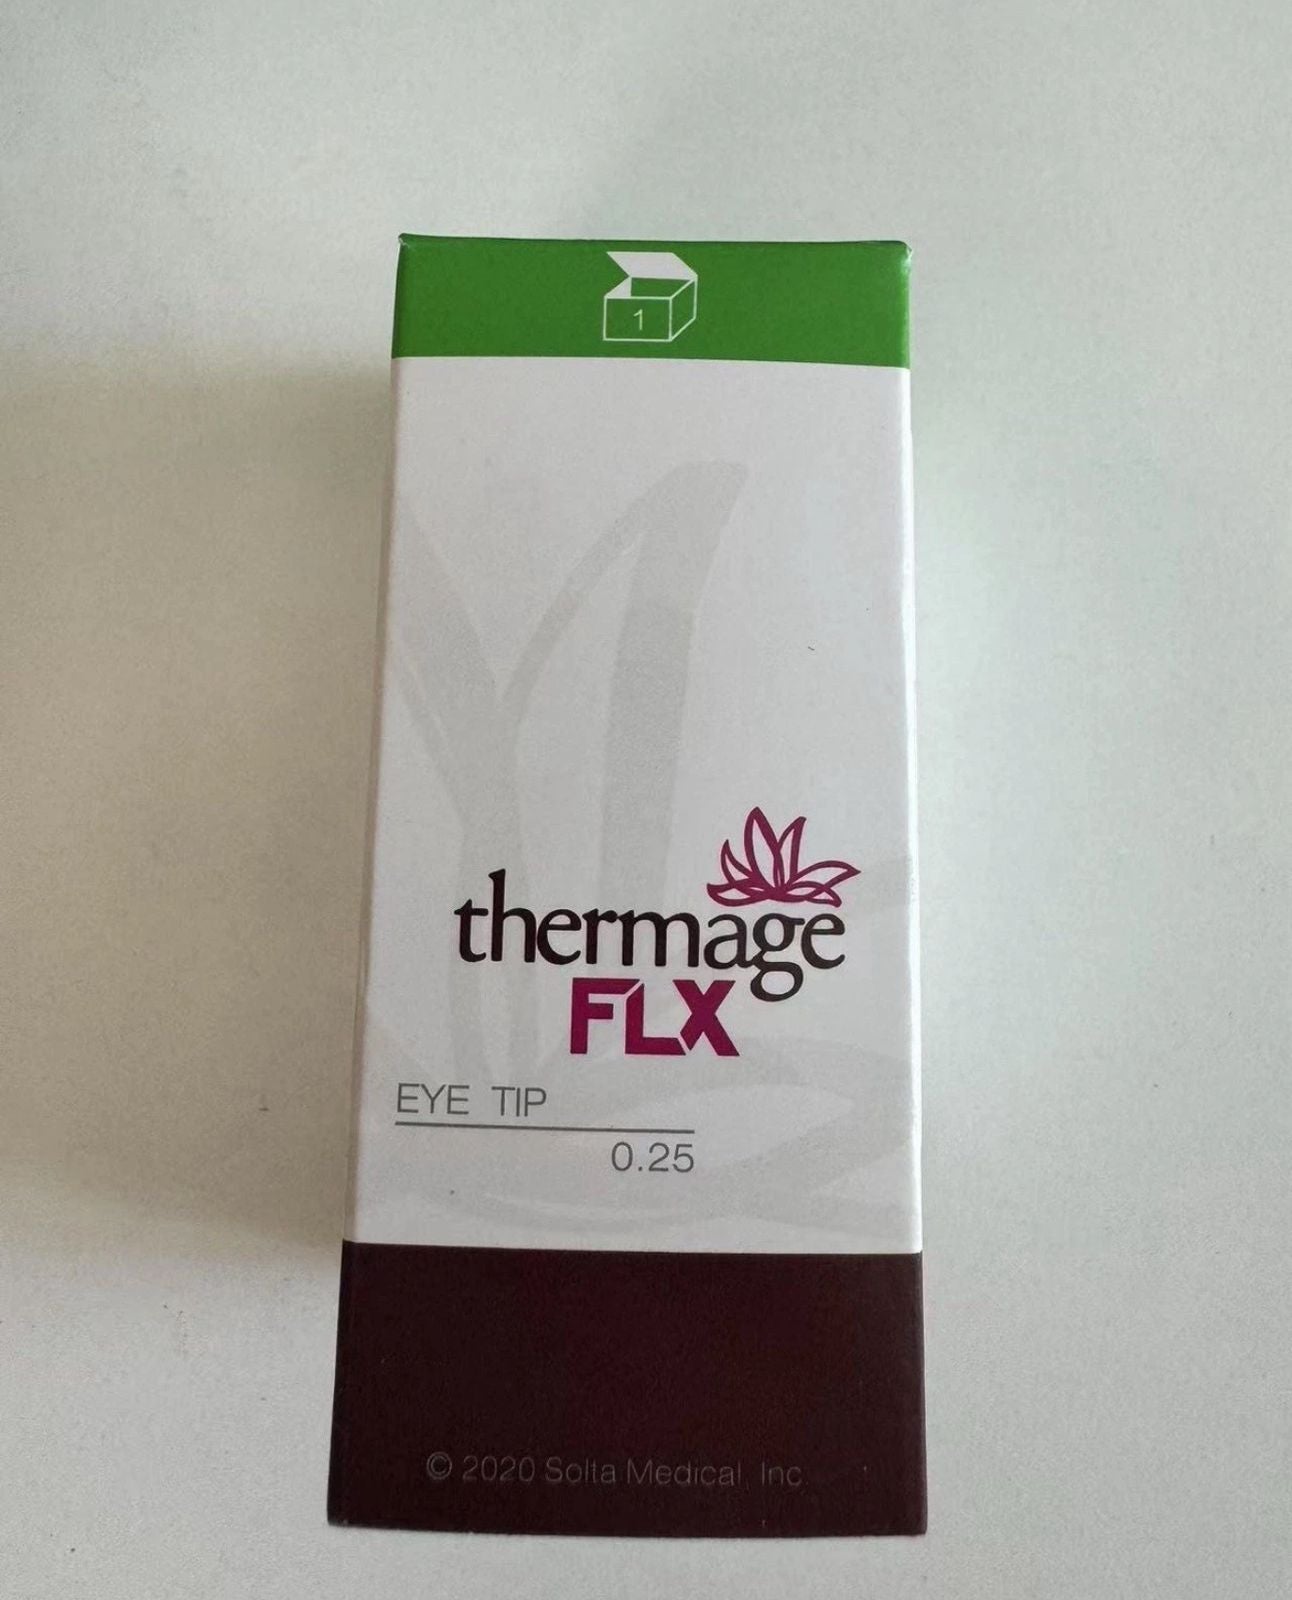 1
thermage
FLX
EYE TIP
0.25
© 2020 Solta Medical, Inc.